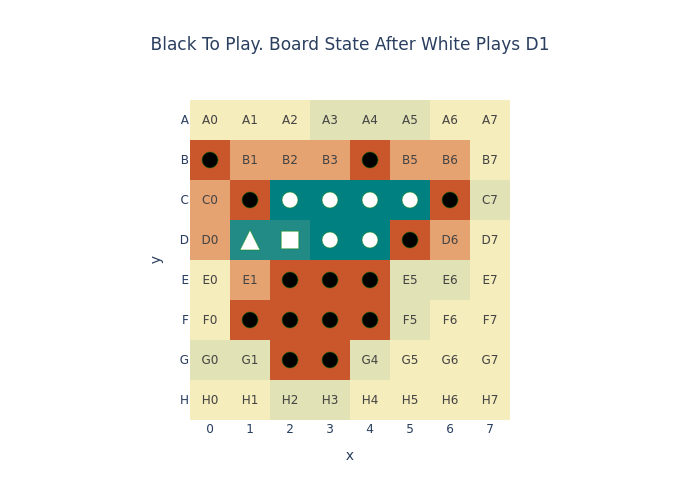 Black To Play. Board State After White Plays D1
A A0 A1 A2 A3 A4 A5 A6 A7
B B1 B2 B3 B5 B6 B7
C C0 C7
D D0 D6 D7
y
E E0 E1 E5 E6 E7
F F0 F5 F6 F7
G G0 G1 G4 G5 G6 G7
H H0 H1 H2 H3 H4 H5 H6 H7
0 1 2 3 4 5 6 7
x